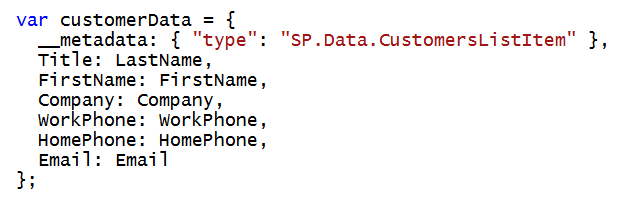 var customerData = {
  __metadata: { "type": "SP.Data.CustomersListItem" },
  Title: LastName,
  FirstName: FirstName,
  Company: Company,
  WorkPhone: WorkPhone,
  HomePhone: HomePhone,
  Email: Email
};